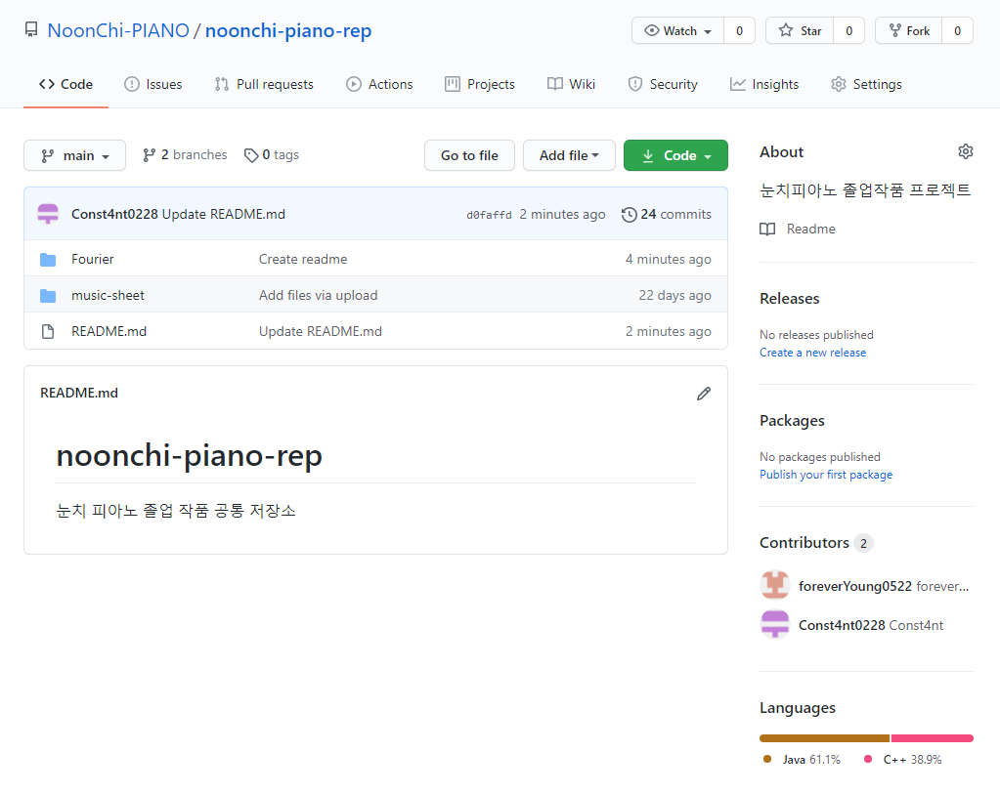 NoonChi-PIANO / noonchi-piano-rep
Watch 0 Star 0 Fork 0
Code Issues Pull requests Actions Projects Wiki Security Insights Settings
main 2 branches 0 tags Go to file Add file Code
Const4nt0228 Update README.md d0faffd 2 minutes ago 24 commits
Fourier Create readme 4 minutes ago
music-sheet Add files via upload 22 days ago
README.md Update README.md 2 minutes ago
README.md
noonchi-piano-rep
눈치 피아노 졸업 작품 공통 저장소
About
눈치피아노 졸업작품 프로젝트
Readme
Releases
No releases published
Create a new release
Packages
No packages published
Publish your first package
Contributors 2
foreverYoung0522 forever...
Const4nt0228 Const4nt
Languages
Java 61.1% C++ 38.9%